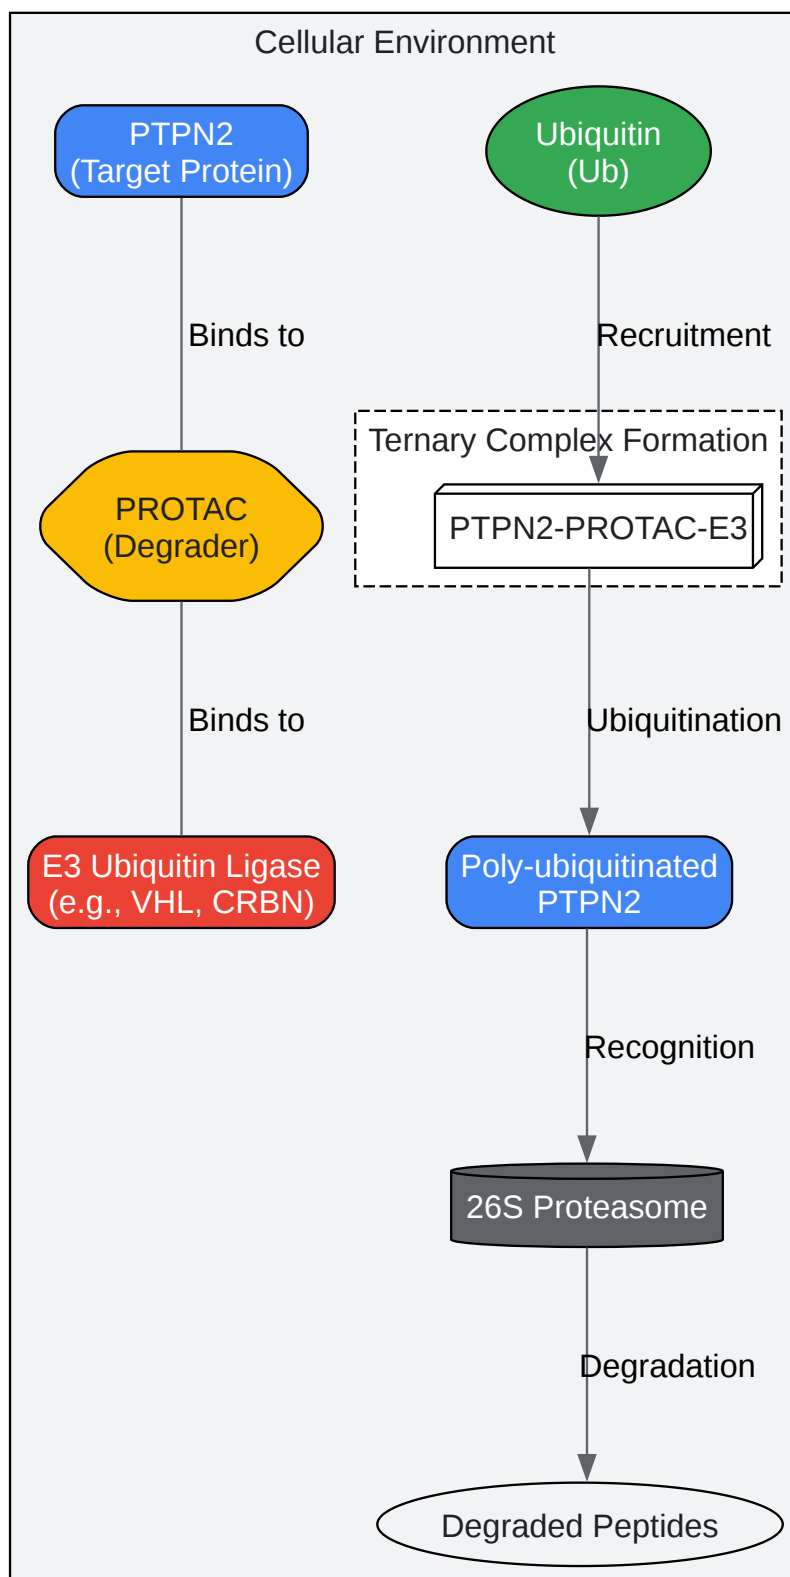 Cellular Environment
PTPN2
(Target Protein)
Binds to
PROTAC
(Degrader)
Binds to
E3 Ubiquitin Ligase
(e.g., VHL, CRBN)
Ubiquitin
(Ub)
Recruitment
Ternary Complex Formation
PTPN2-PROTAC-E3
Ubiquitination
Poly-ubiquitinated
PTPN2
Recognition
26S Proteasome
Degradation
Degraded Peptides